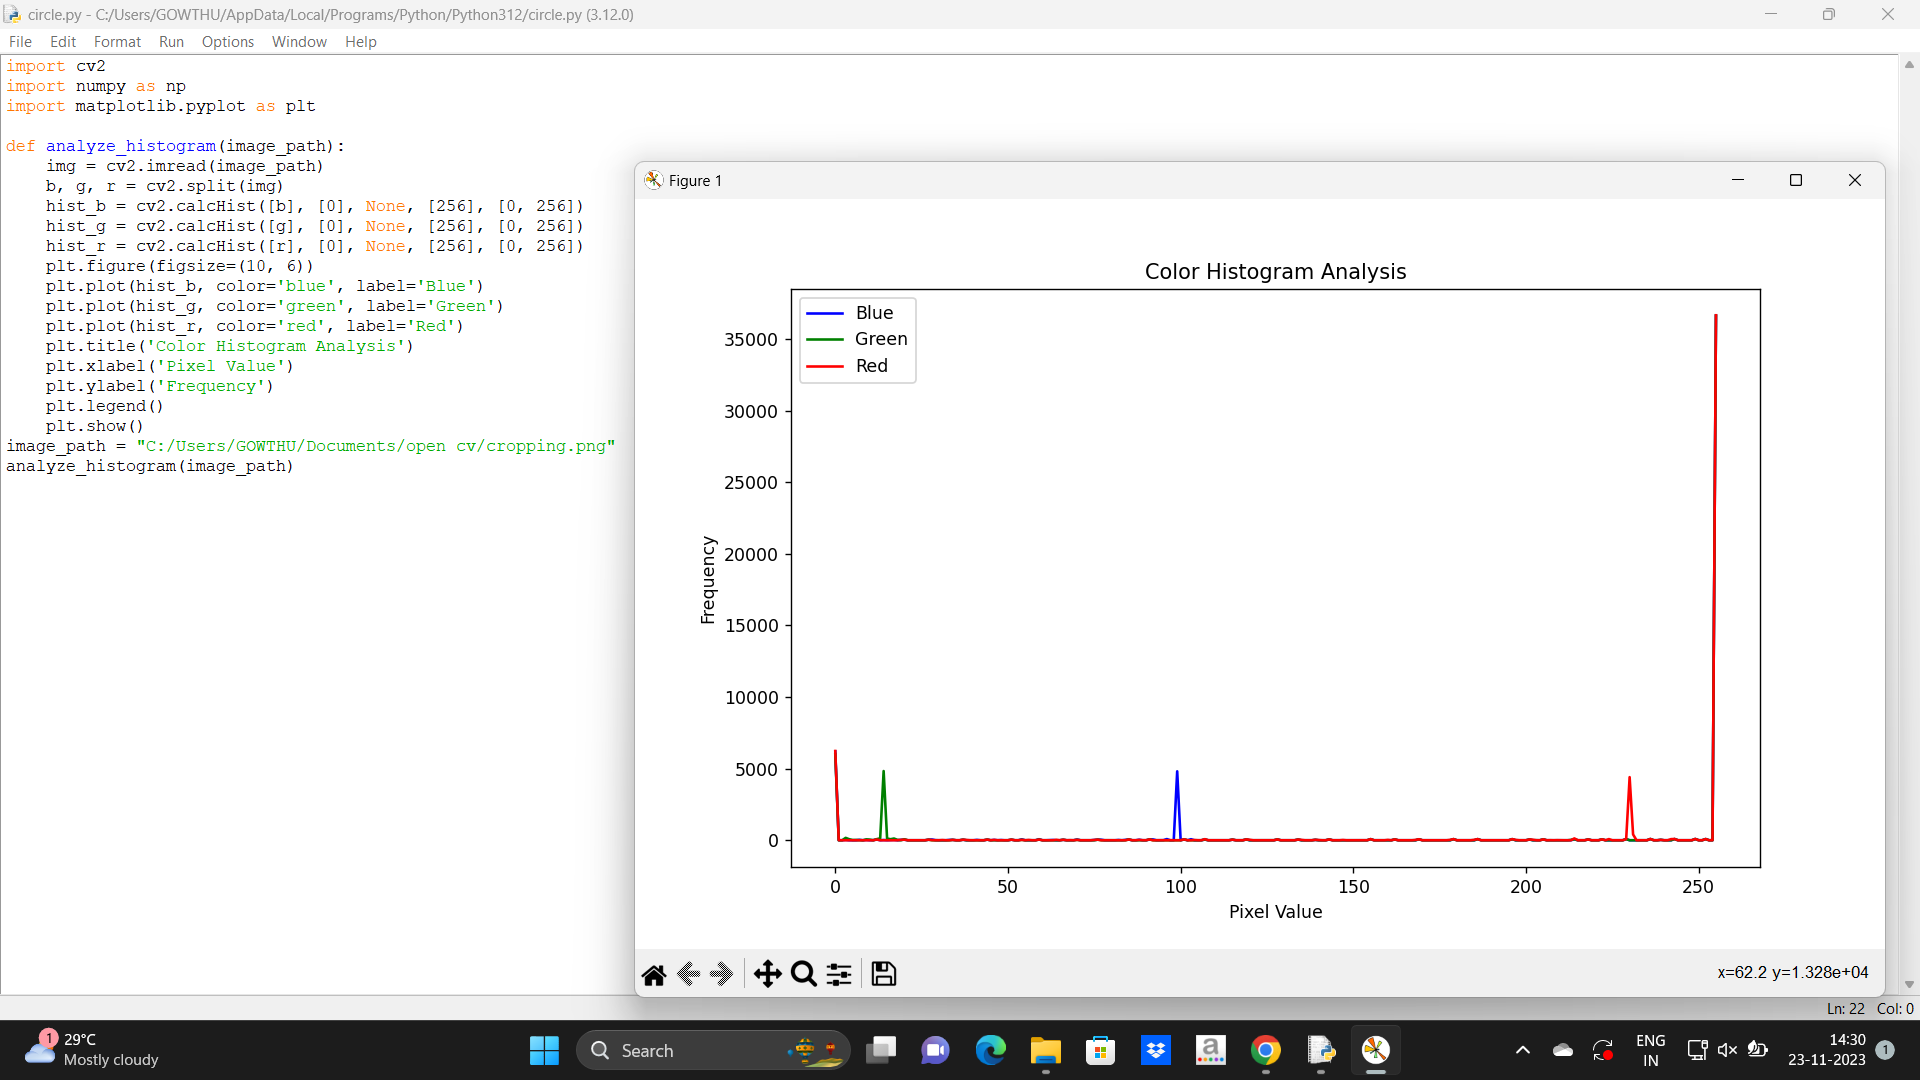 circle.py - C:/Users/GOWTHU/AppData/Local/Programs/Python/Python312/circle.py (3.12.0)
File Edit Format Run Options Window Help
import cv2
import numpy as np
import matplotlib.pyplot as plt
def analyze_histogram(image_path):
    img = cv2.imread(image_path)
    b, g, r = cv2.split(img)
    hist_b = cv2.calcHist([b], [0], None, [256], [0, 256])
    hist_g = cv2.calcHist([g], [0], None, [256], [0, 256])
    hist_r = cv2.calcHist([r], [0], None, [256], [0, 256])
    plt.figure(figsize=(10, 6))
    plt.plot(hist_b, color='blue', label='Blue')
    plt.plot(hist_g, color='green', label='Green')
    plt.plot(hist_r, color='red', label='Red')
    plt.title('Color Histogram Analysis')
    plt.xlabel('Pixel Value')
    plt.ylabel('Frequency')
    plt.legend()
    plt.show()
image_path = "C:/Users/GOWTHU/Documents/open cv/cropping.png"
analyze_histogram(image_path)
Figure 1
Color Histogram Analysis
Blue
Green
Red
35000
30000
25000
20000
15000
10000
5000
0
Frequency
0 50 100 150 200 250
Pixel Value
x=62.2 y=1.328e+04
Ln: 22 Col: 0
1
29°C
Mostly cloudy
Search
a
ENG
IN
14:30
23-11-2023
1